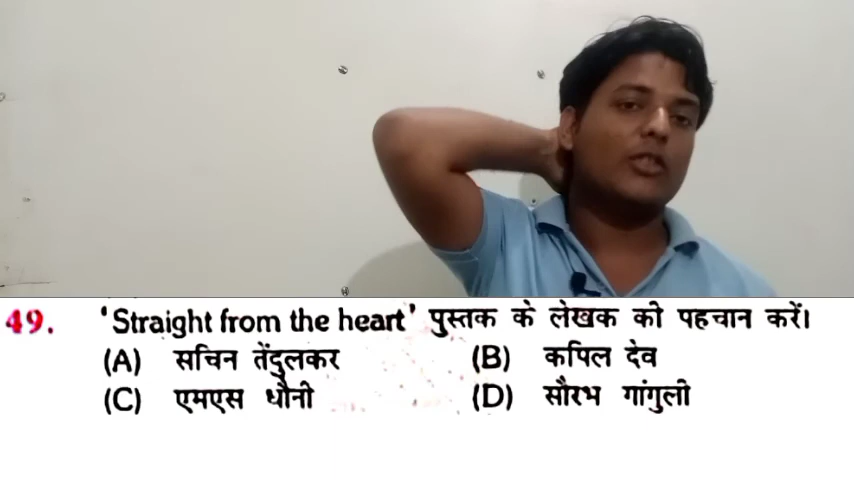 49. 'Straight from the heart' पुस्तक के लेखक की पहचान करें।
(A) सचिन तेंदुलकर (B) कपिल देव
(C) एमएस धौनी (D) सौरभ गांगुली